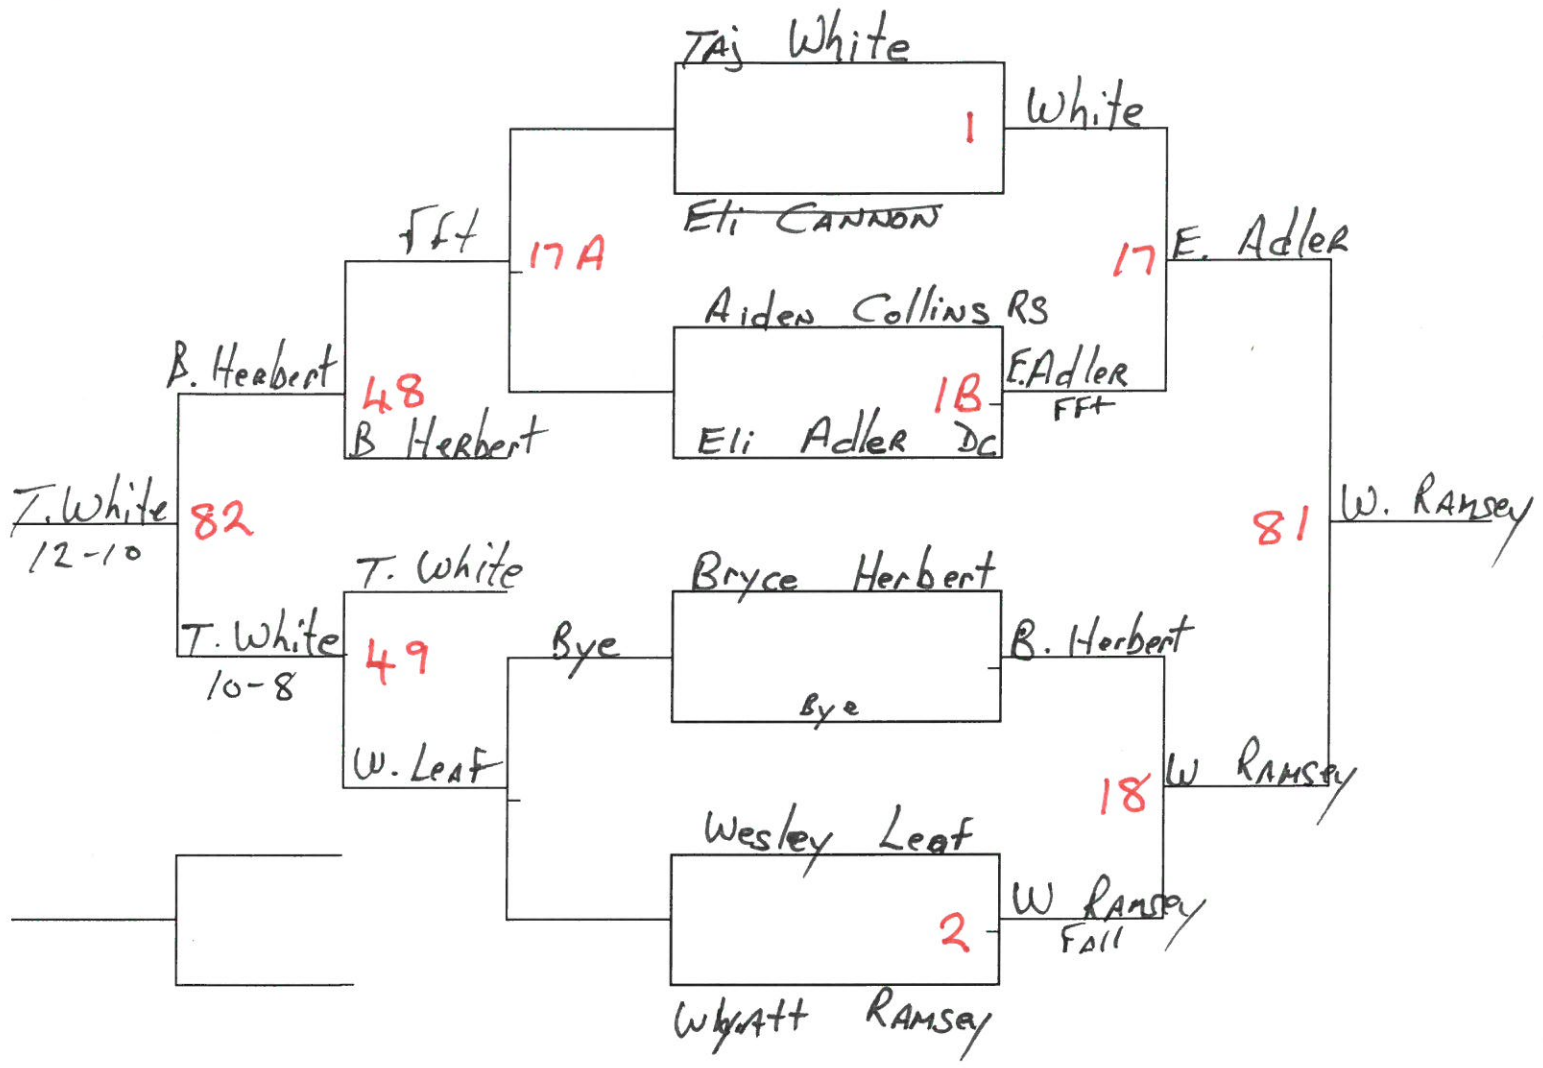 TAj White
White
1
Eli CANNON
FFt
17 A
17
E. AdlER
Aiden CollinS RS
B. HeRbert
48
1B
E.AdleR
FFt
B HeRbert
Eli AdleR DC
T. White
82
12-10
81
W. RAMSey
T. White
Bryce Herbert
T. White
49
Bye
B. Herbert
10-8
Bye
W. LeAF
18
W RAMSey
Wesley Leaf
2
W RAMSey
FAll
WyAtt RAMSey